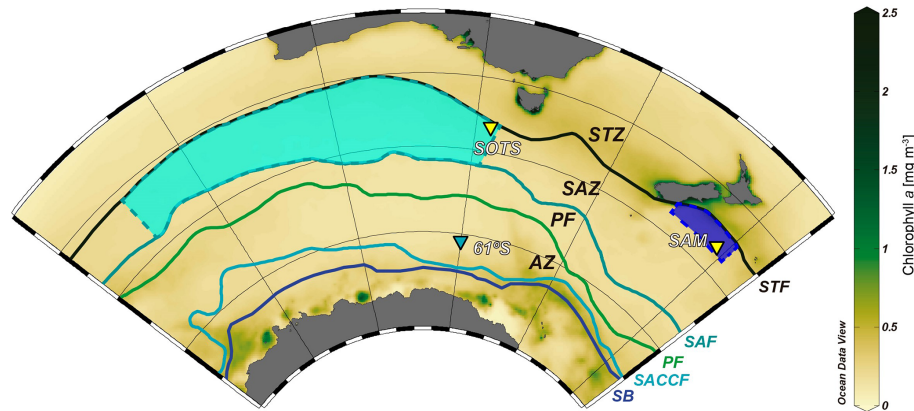 2.5
2
1.5
1
0.5
0
Chlorophyll a [mg m-3]
STZ
SOTS
SAZ
PF
SAM
61°S
AZ
STF
SAF
PF
SACCF
SB
Ocean Data View